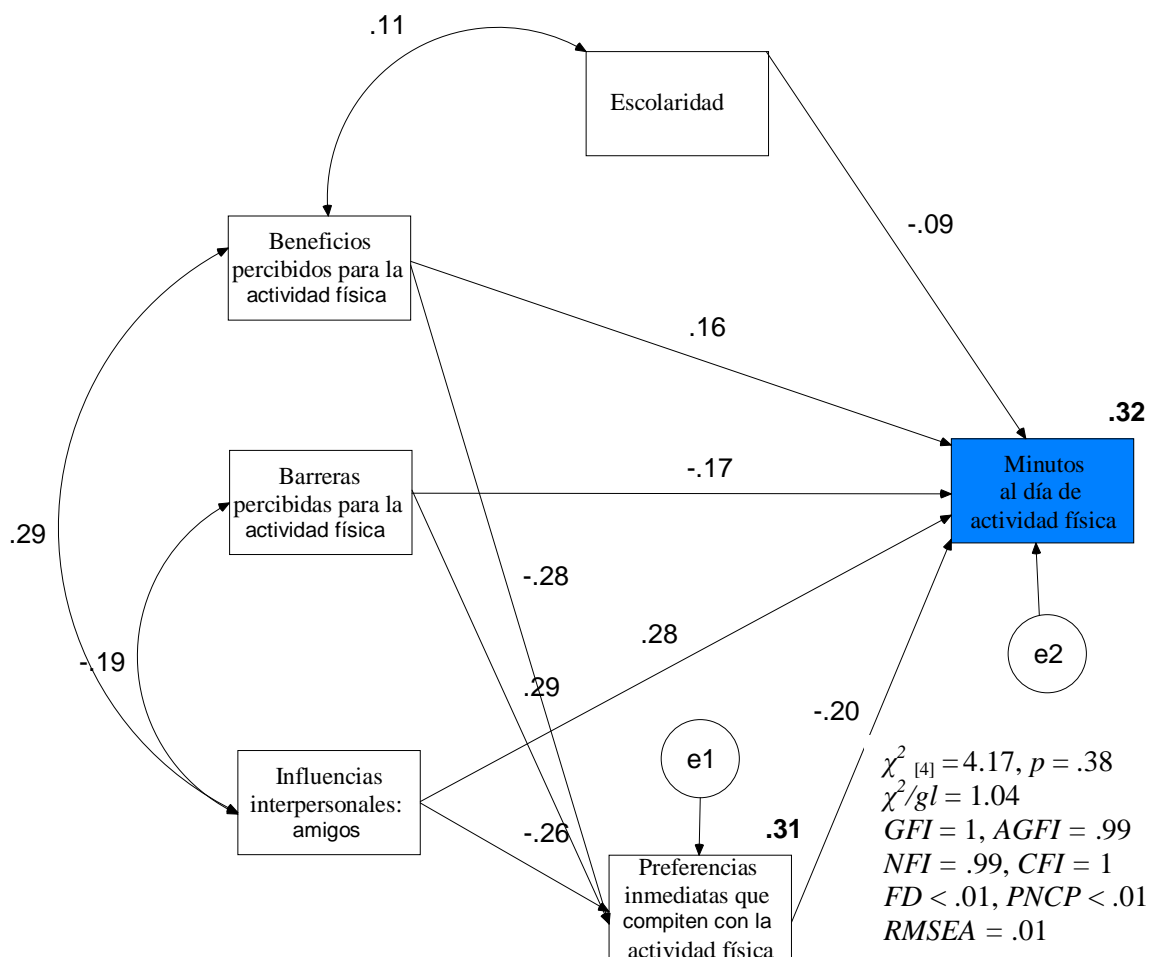 .11
Escolaridad
-.09
Beneficios
percibidos para la
actividad física
.16
.32
Barreras
percibidas para la
actividad física
-.17
Minutos
al día de
actividad física
.29
-.28
.28
e2
-.19
.29
-.20
e1
Influencias
interpersonales:
amigos
-.26
.31
Preferencias
inmediatas que
compiten con la
actividad física
χ² [4] = 4.17, p = .38
χ²/gl = 1.04
GFI = 1, AGFI = .99
NFI = .99, CFI = 1
FD < .01, PNCP < .01
RMSEA = .01